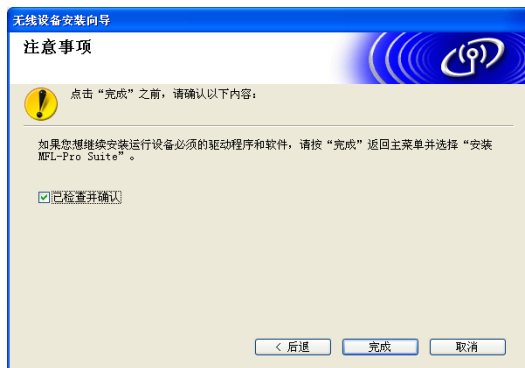 无线设备安装向导
注意事项
点击“完成”之前，请确认以下内容：
如果您想继续安装运行设备必须的驱动程序和软件，请按“完成”返回主菜单并选择“安装
MFL-Pro Suite”。
已检查并确认
< 后退
完成
取消